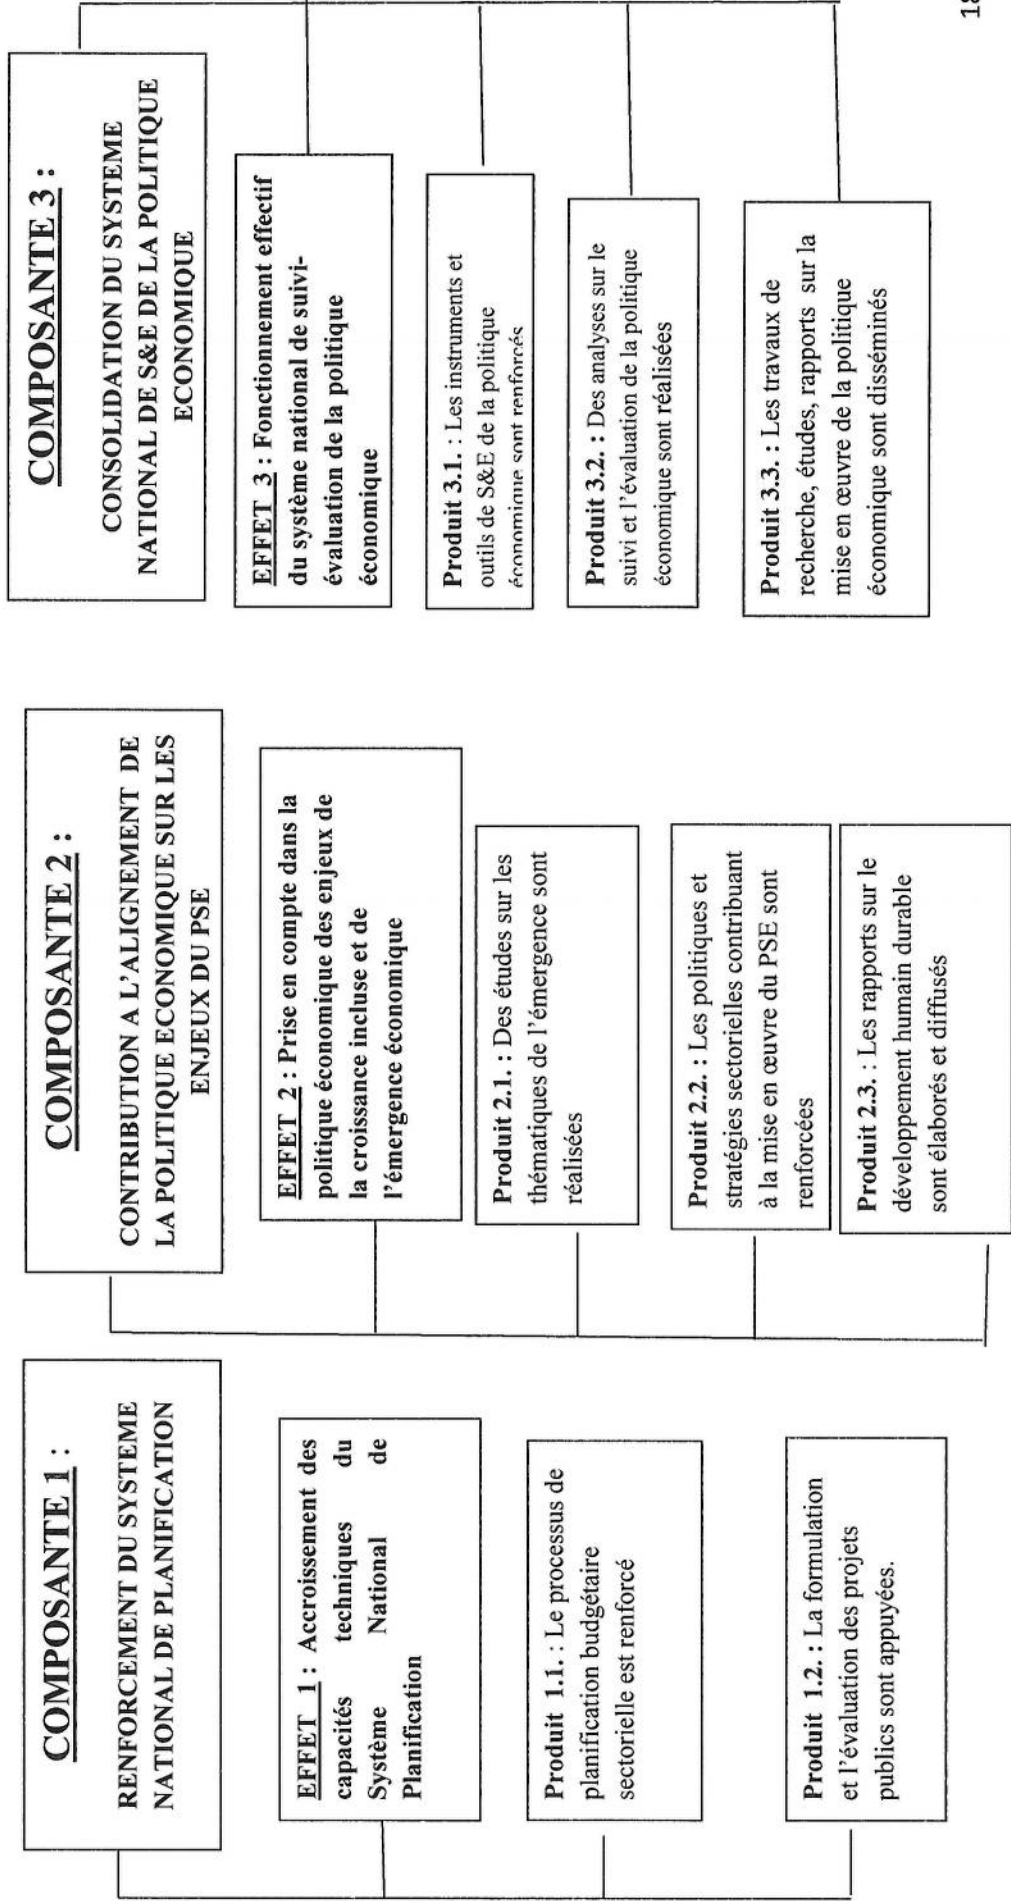 COMPOSANTE 1 :
RENFORCEMENT DU SYSTEME
NATIONAL DE PLANIFICATION
EFFET 1 : Accroissement des
capacités techniques du
Système National de
Planification
Produit 1.1. : Le processus de
planification budgétaire
sectorielle est renforcé
Produit 1.2. : La formulation
et l'évaluation des projets
publics sont appuyées.
COMPOSANTE 2 :
CONTRIBUTION A L'ALIGNEMENT DE
LA POLITIQUE ECONOMIQUE SUR LES
ENJEUX DU PSE
EFFET 2 : Prise en compte dans la
politique économique des enjeux de
la croissance incluse et de
l'émergence économique
Produit 2.1. : Des études sur les
thématiques de l'émergence sont
réalisées
Produit 2.2. : Les politiques et
stratégies sectorielles contribuant
à la mise en œuvre du PSE sont
renforcées
Produit 2.3. : Les rapports sur le
développement humain durable
sont élaborés et diffusés
COMPOSANTE 3 :
CONSOLIDATION DU SYSTEME
NATIONAL DE S&E DE LA POLITIQUE
ECONOMIQUE
EFFET 3 : Fonctionnement effectif
du système national de suivi-
évaluation de la politique
économique
Produit 3.1. : Les instruments et
outils de S&E de la politique
économique sont renforcés
Produit 3.2. : Des analyses sur le
suivi et l'évaluation de la politique
économique sont réalisées
Produit 3.3. : Les travaux de
recherche, études, rapports sur la
mise en œuvre de la politique
économique sont disséminés